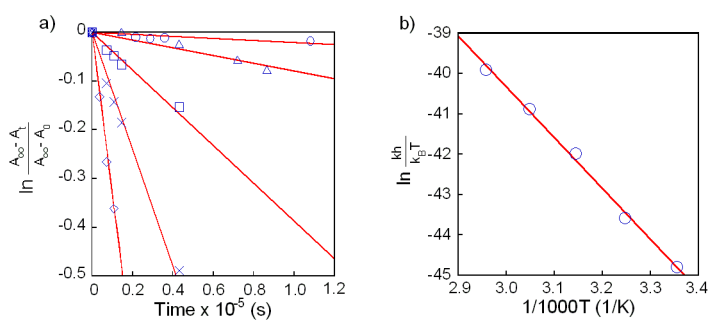 a)
0
-0.1
-0.2
-0.3
-0.4
-0.5
ln (A∞ - At) / (A∞ - A0)
0 0.2 0.4 0.6 0.8 1.0 1.2
Time x 10^-5 (s)
b)
-39
-40
-41
-42
-43
-44
-45
ln kh / kBT
2.9 3.0 3.1 3.2 3.3 3.4
1/1000T (1/K)